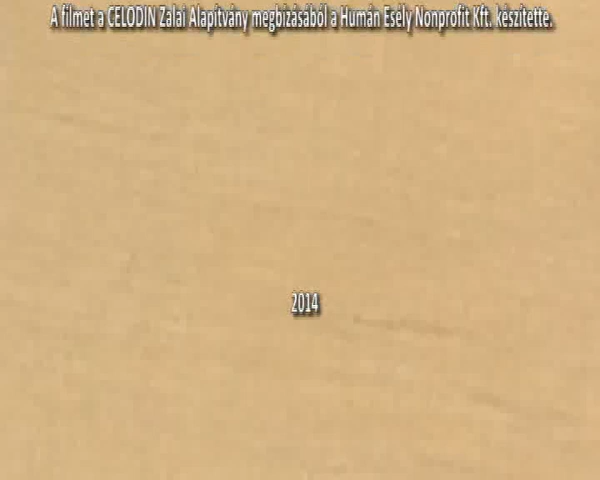 A filmet a CELODIN Zalai Alapítvány megbízásából a Humán Esély Nonprofit Kft. készítette.
2014